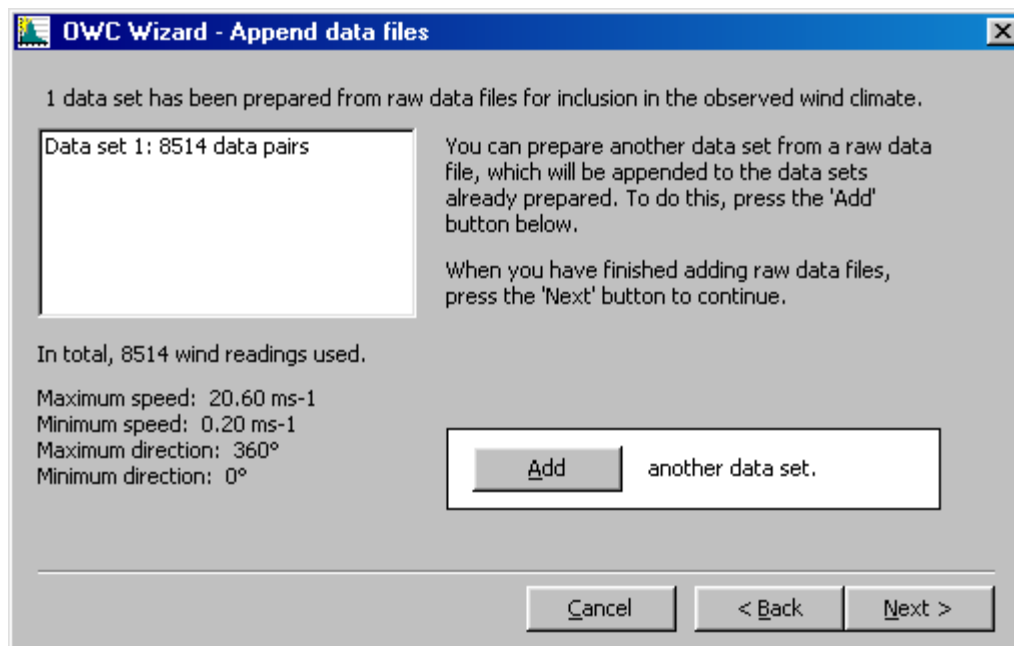 OWC Wizard - Append data files
1 data set has been prepared from raw data files for inclusion in the observed wind climate.
Data set 1: 8514 data pairs
You can prepare another data set from a raw data
file, which will be appended to the data sets
already prepared. To do this, press the 'Add'
button below.
When you have finished adding raw data files,
press the 'Next' button to continue.
In total, 8514 wind readings used.
Maximum speed: 20.60 ms-1
Minimum speed: 0.20 ms-1
Maximum direction: 360°
Minimum direction: 0°
Add another data set.
Cancel < Back Next >